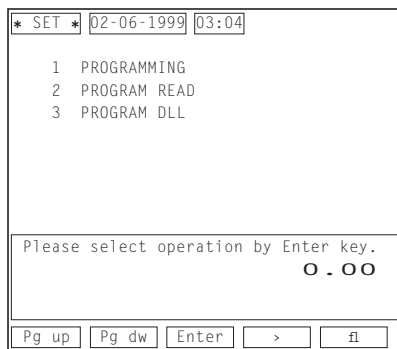 * SET * 02-06-1999 03:04
1 PROGRAMMING
2 PROGRAM READ
3 PROGRAM DLL
Please select operation by Enter key.
0.00
Pg up Pg dw Enter > fl